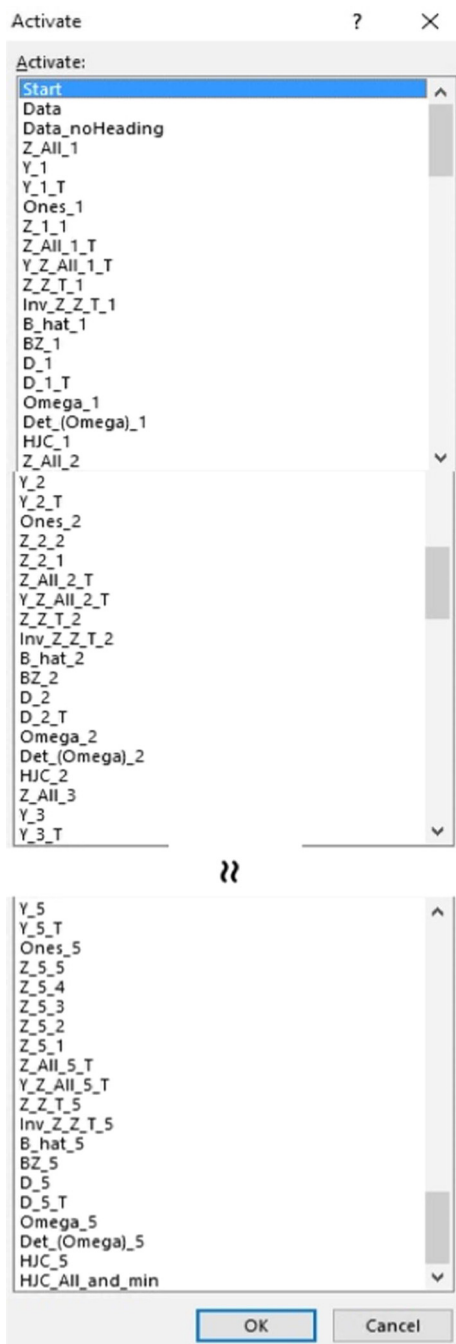 Activate ? ×
Activate:
Start
Data
Data_noHeading
Z_All_1
Y_1
Y_1_T
Ones_1
Z_1_1
Z_All_1_T
Y_Z_All_1_T
Z_Z_T_1
Inv_Z_Z_T_1
B_hat_1
BZ_1
D_1
D_1_T
Omega_1
Det_(Omega)_1
HJC_1
Z_All_2
Y_2
Y_2_T
Ones_2
Z_2_2
Z_2_1
Z_All_2_T
Y_Z_All_2_T
Z_Z_T_2
Inv_Z_Z_T_2
B_hat_2
BZ_2
D_2
D_2_T
Omega_2
Det_(Omega)_2
HJC_2
Z_All_3
Y_3
Y_3_T
≈
Y_5
Y_5_T
Ones_5
Z_5_5
Z_5_4
Z_5_3
Z_5_2
Z_5_1
Z_All_5_T
Y_Z_All_5_T
Z_Z_T_5
Inv_Z_Z_T_5
B_hat_5
BZ_5
D_5
D_5_T
Omega_5
Det_(Omega)_5
HJC_5
HJC_All_and_min
OK Cancel